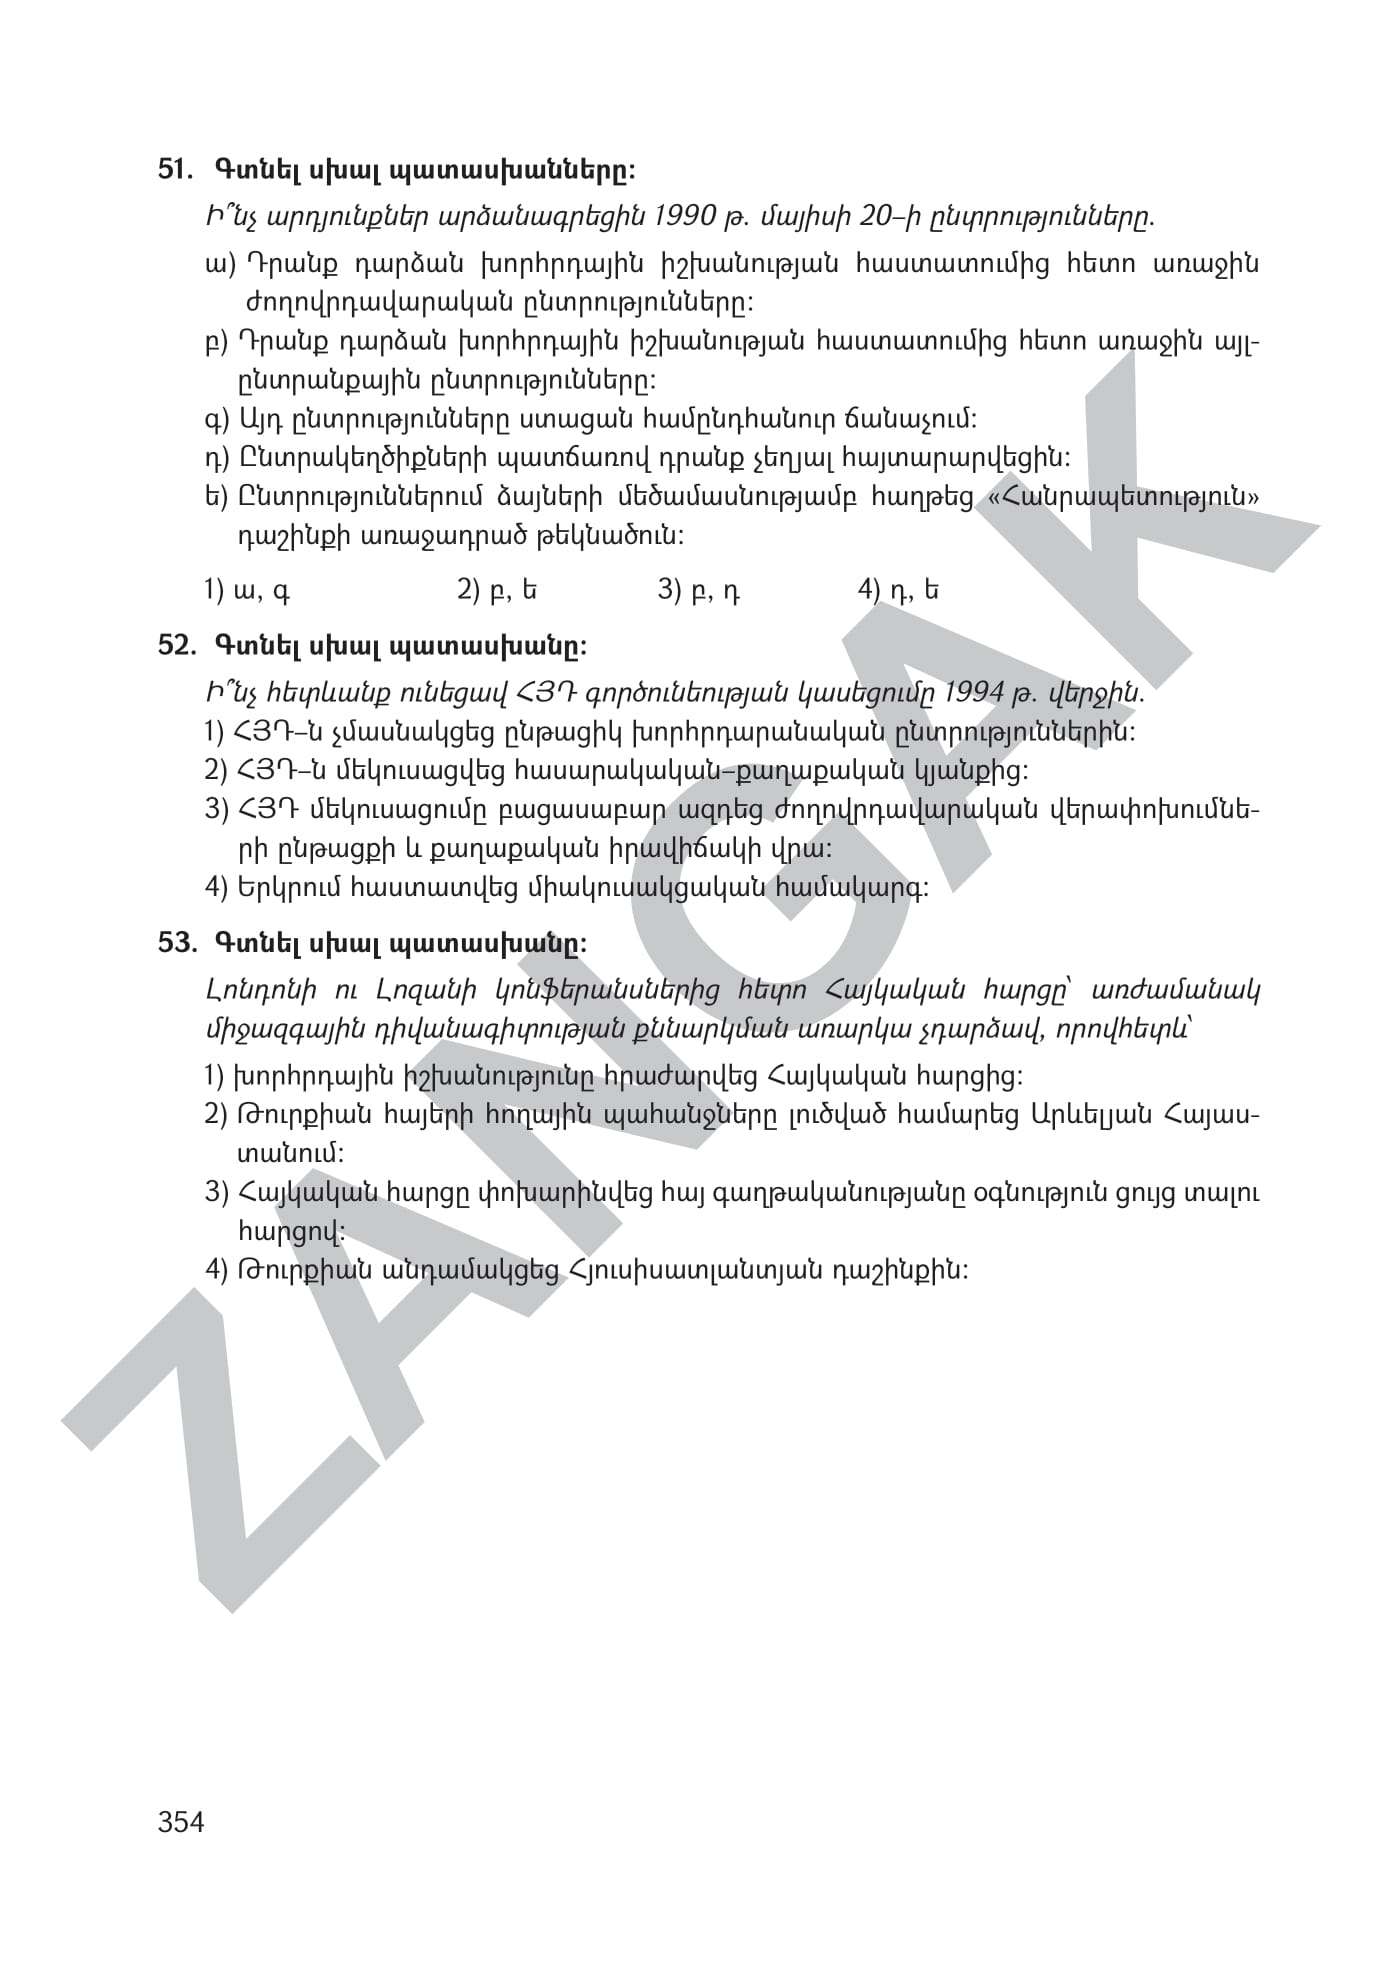 51. Գտնել սխալ պատասխանները։
Ի՞նչ արդյունքներ արձանագրեցին 1990 թ. մայիսի 20–ի ընտրությունները.
ա) Դրանք դարձան խորհրդային իշխանության հաստատումից հետո առաջին
ժողովրդավարական ընտրությունները։
բ) Դրանք դարձան խորհրդային իշխանության հաստատումից հետո առաջին այլ-
ընտրանքային ընտրությունները։
գ) Այդ ընտրությունները ստացան համընդհանուր ճանաչում։
դ) Ընտրակեղծիքների պատճառով դրանք չեղյալ հայտարարվեցին։
ե) Ընտրություններում ձայների մեծամասնությամբ հաղթեց «Հանրապետություն»
դաշինքի առաջադրած թեկնածուն։
1) ա, գ 2) բ, ե 3) բ, դ 4) դ, ե
52. Գտնել սխալ պատասխանը։
Ի՞նչ հետևանք ունեցավ ՀՅԴ գործունեության կասեցումը 1994 թ. վերջին.
1) ՀՅԴ–ն չմասնակցեց ընթացիկ խորհրդարանական ընտրություններին։
2) ՀՅԴ–ն մեկուսացվեց հասարակական–քաղաքական կյանքից։
3) ՀՅԴ մեկուսացումը բացասաբար ազդեց ժողովրդավարական վերափոխումնե-
րի ընթացքի և քաղաքական իրավիճակի վրա։
4) Երկրում հաստատվեց միակուսակցական համակարգ։
53. Գտնել սխալ պատասխանը։
Լոնդոնի ու Լոզանի կոնֆերանսներից հետո Հայկական հարցը՝ առժամանակ
միջազգային դիվանագիտության քննարկման առարկա չդարձավ, որովհետև՝
1) խորհրդային իշխանությունը հրաժարվեց Հայկական հարցից։
2) Թուրքիան հայերի հողային պահանջները լուծված համարեց Արևելյան Հայաս-
տանում։
3) Հայկական հարցը փոխարինվեց հայ գաղթականությանը օգնություն ցույց տալու
հարցով։
4) Թուրքիան անդամակցեց Հյուսիսատլանտյան դաշինքին։
ZANGAK
354